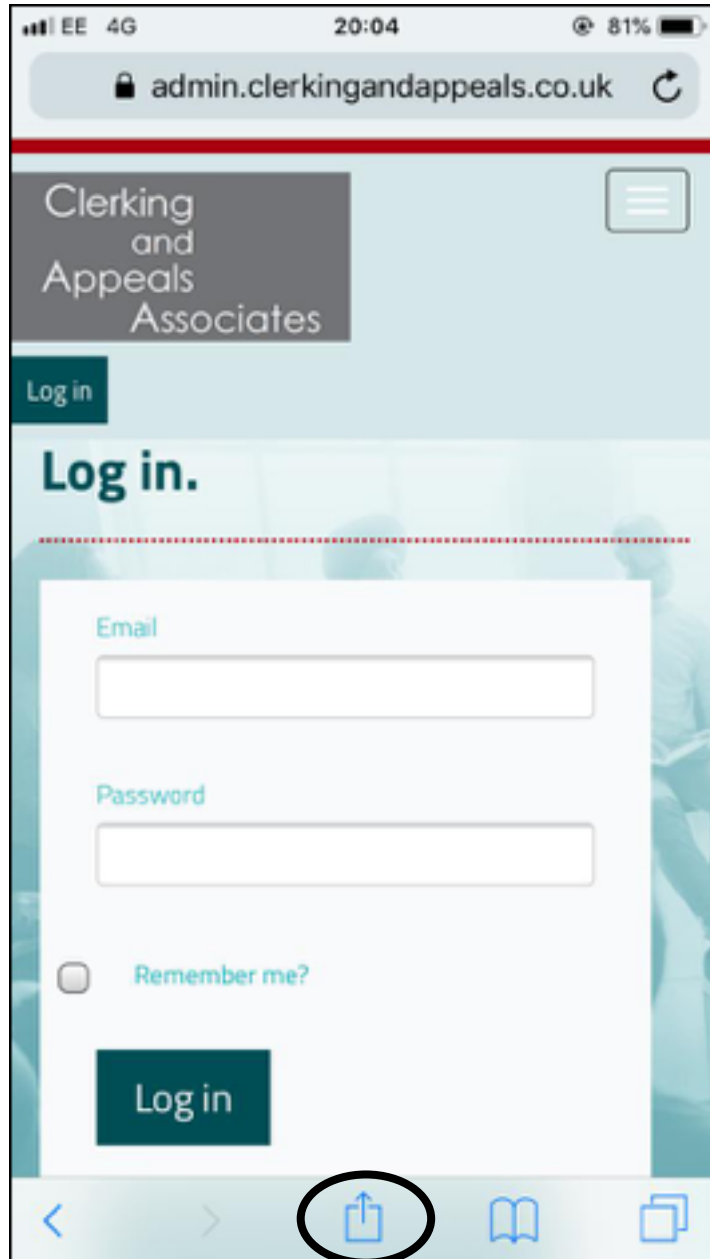 EE 4G 20:04 81%
admin.clerkingandappeals.co.uk
Clerking
and
Appeals
Associates
Log in
Log in.
Email
Password
Remember me?
Log in